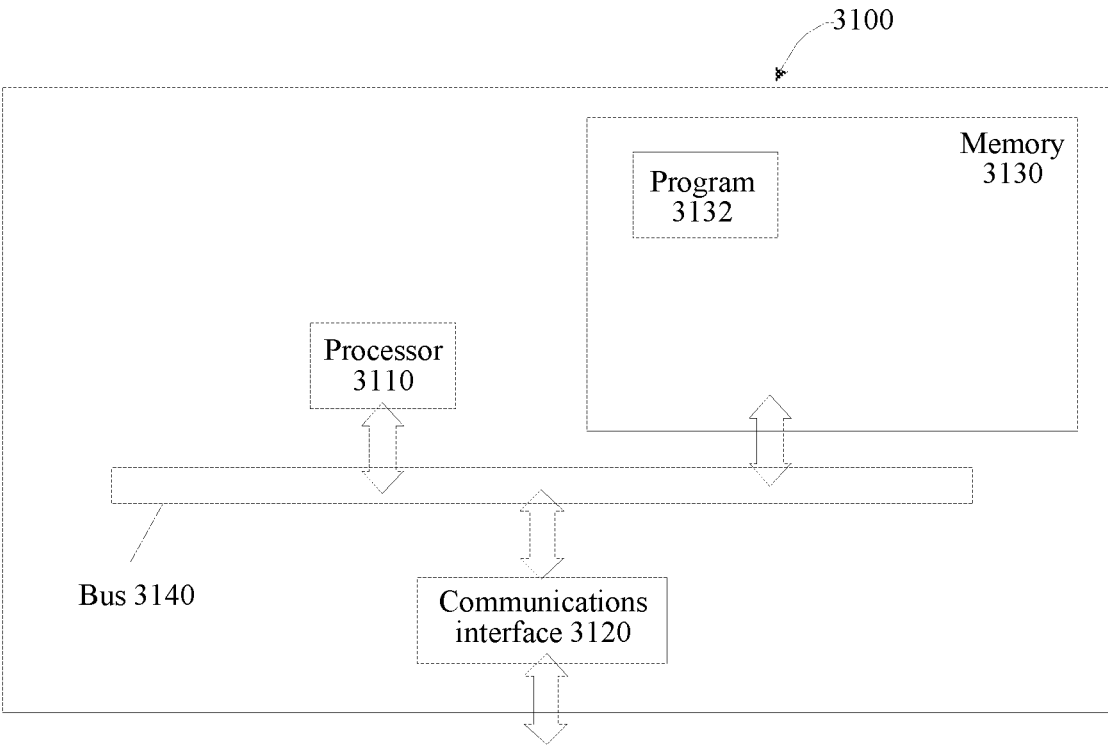 3100
Memory
3130
Program
3132
Processor
3110
Bus 3140
Communications
interface 3120